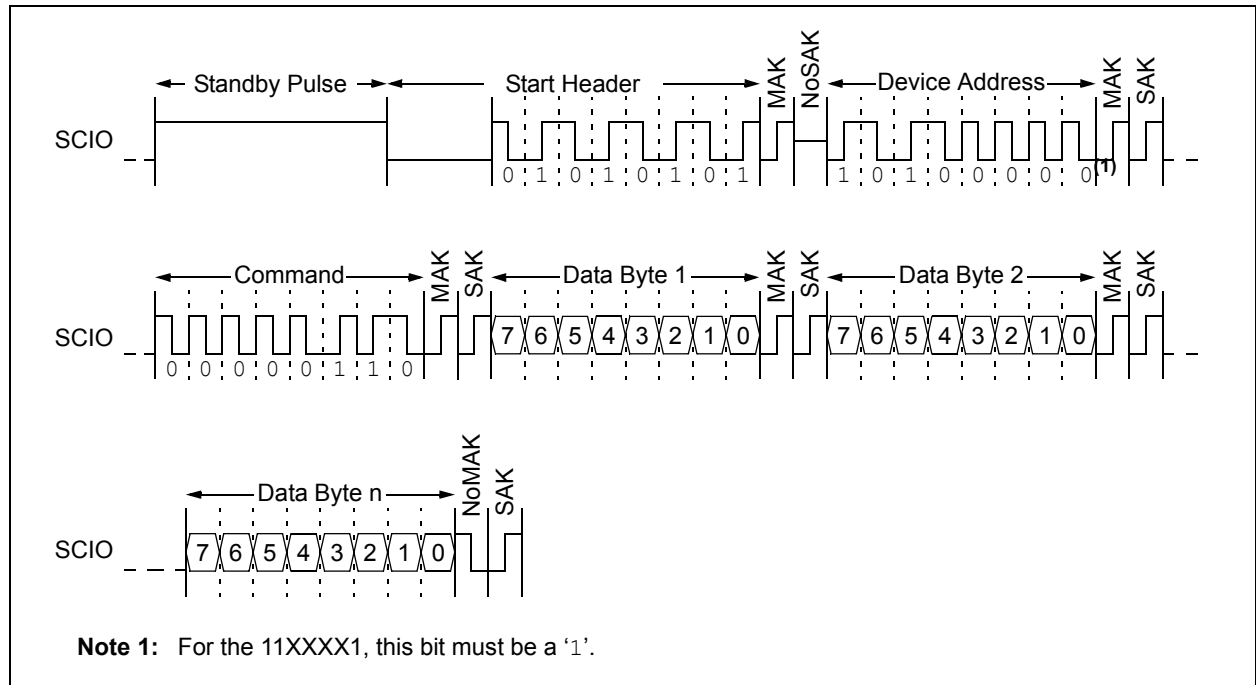 Standby Pulse Start Header MAK NoSAK Device Address MAK SAK
SCIO
0 1 0 1 0 1 0 1 1 0 1 0 0 0 0 0(1)
Command MAK SAK Data Byte 1 MAK SAK Data Byte 2 MAK SAK
SCIO 7 6 5 4 3 2 1 0 7 6 5 4 3 2 1 0
0 0 0 0 0 1 1 0
Data Byte n NoMAK SAK
SCIO 7 6 5 4 3 2 1 0
Note 1: For the 11XXXX1, this bit must be a ‘1’.